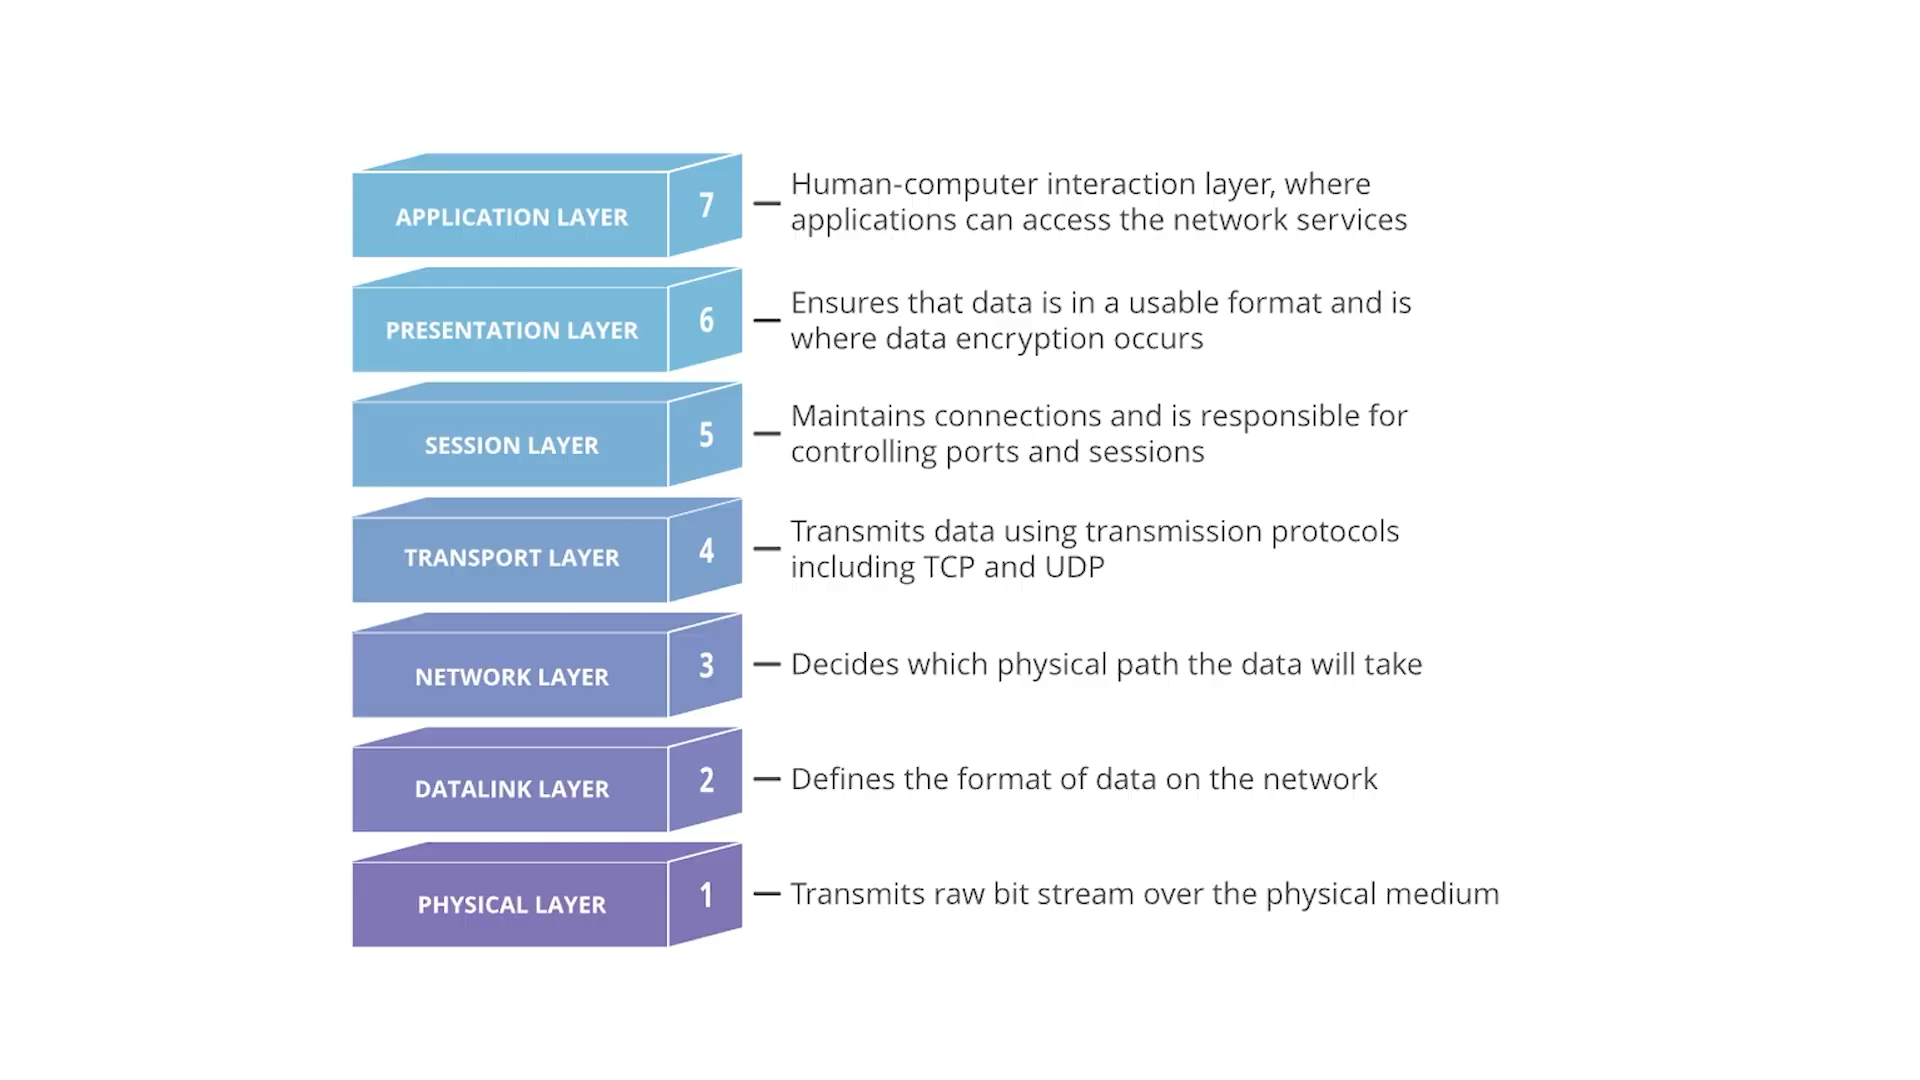 APPLICATION LAYER
7
Human-computer interaction layer, where
applications can access the network services
PRESENTATION LAYER
6
Ensures that data is in a usable format and is
where data encryption occurs
SESSION LAYER
5
Maintains connections and is responsible for
controlling ports and sessions
TRANSPORT LAYER
4
Transmits data using transmission protocols
including TCP and UDP
NETWORK LAYER
3
Decides which physical path the data will take
DATALINK LAYER
2
Defines the format of data on the network
PHYSICAL LAYER
1
Transmits raw bit stream over the physical medium